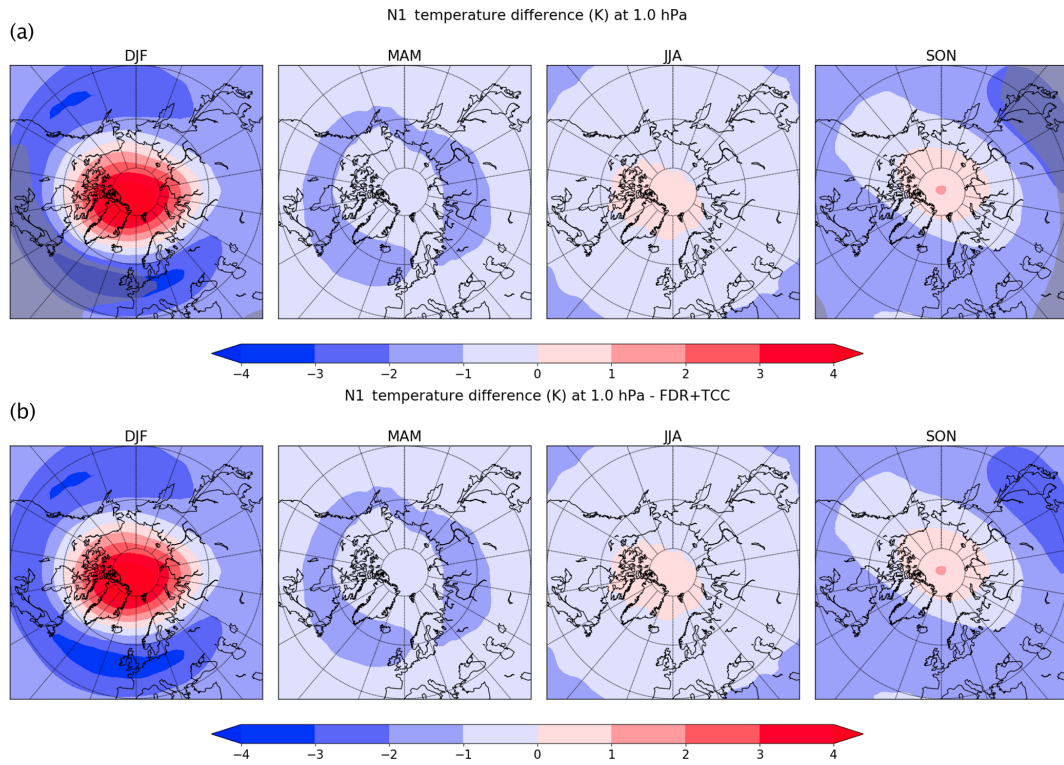 N1 temperature difference (K) at 1.0 hPa
(a)
DJF MAM JJA SON
−4 −3 −2 −1 0 1 2 3 4
N1 temperature difference (K) at 1.0 hPa - FDR+TCC
(b)
DJF MAM JJA SON
−4 −3 −2 −1 0 1 2 3 4